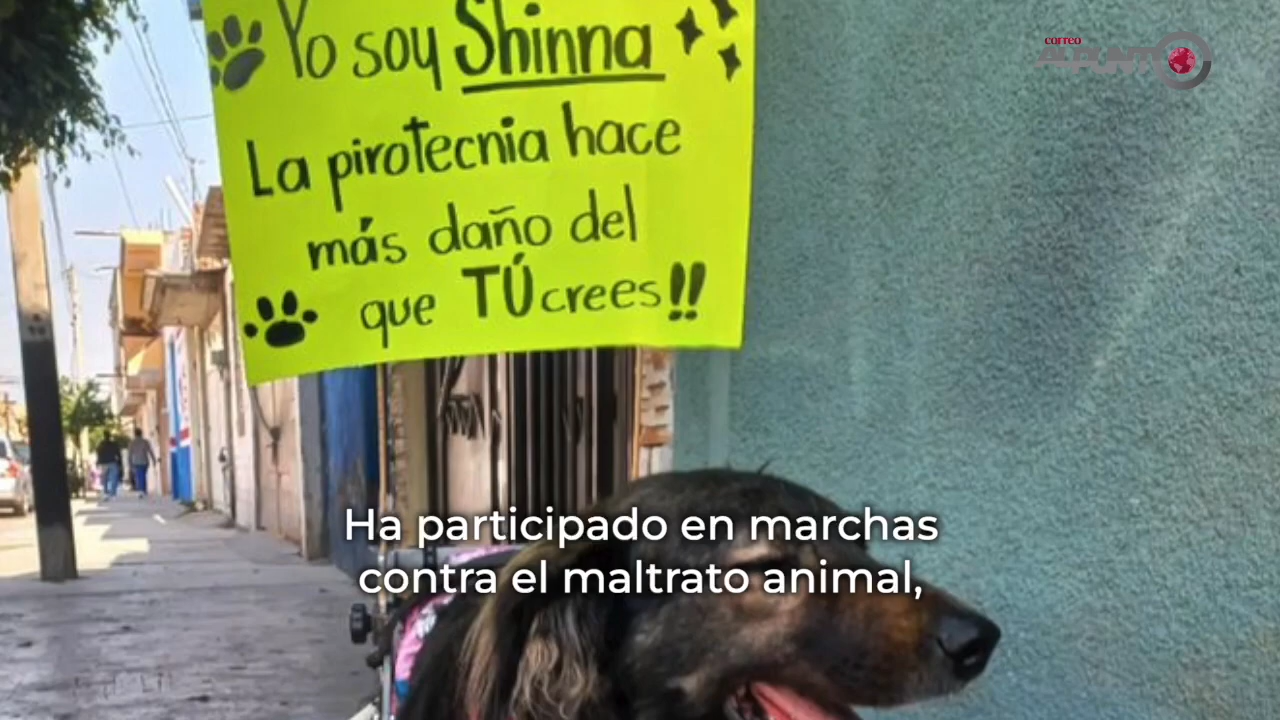 Yo soy Shinna
La pirotecnia hace
más daño del
que TÚ crees!!
correo
Ha participado en marchas
contra el maltrato animal,